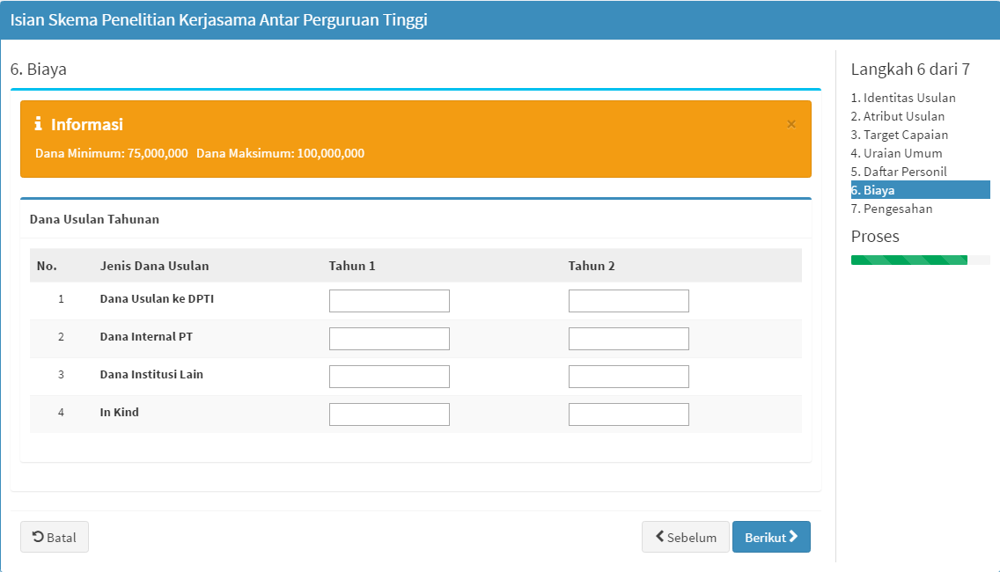 Isian Skema Penelitian Kerjasama Antar Perguruan Tinggi
6. Biaya
Informasi
×
Dana Minimum: 75,000,000 Dana Maksimum: 100,000,000
Dana Usulan Tahunan
No. Jenis Dana Usulan Tahun 1 Tahun 2
1 Dana Usulan ke DPTI
2 Dana Internal PT
3 Dana Institusi Lain
4 In Kind
Batal
Sebelum
Berikut
Langkah 6 dari 7
1. Identitas Usulan
2. Atribut Usulan
3. Target Capaian
4. Uraian Umum
5. Daftar Personil
6. Biaya
7. Pengesahan
Proses